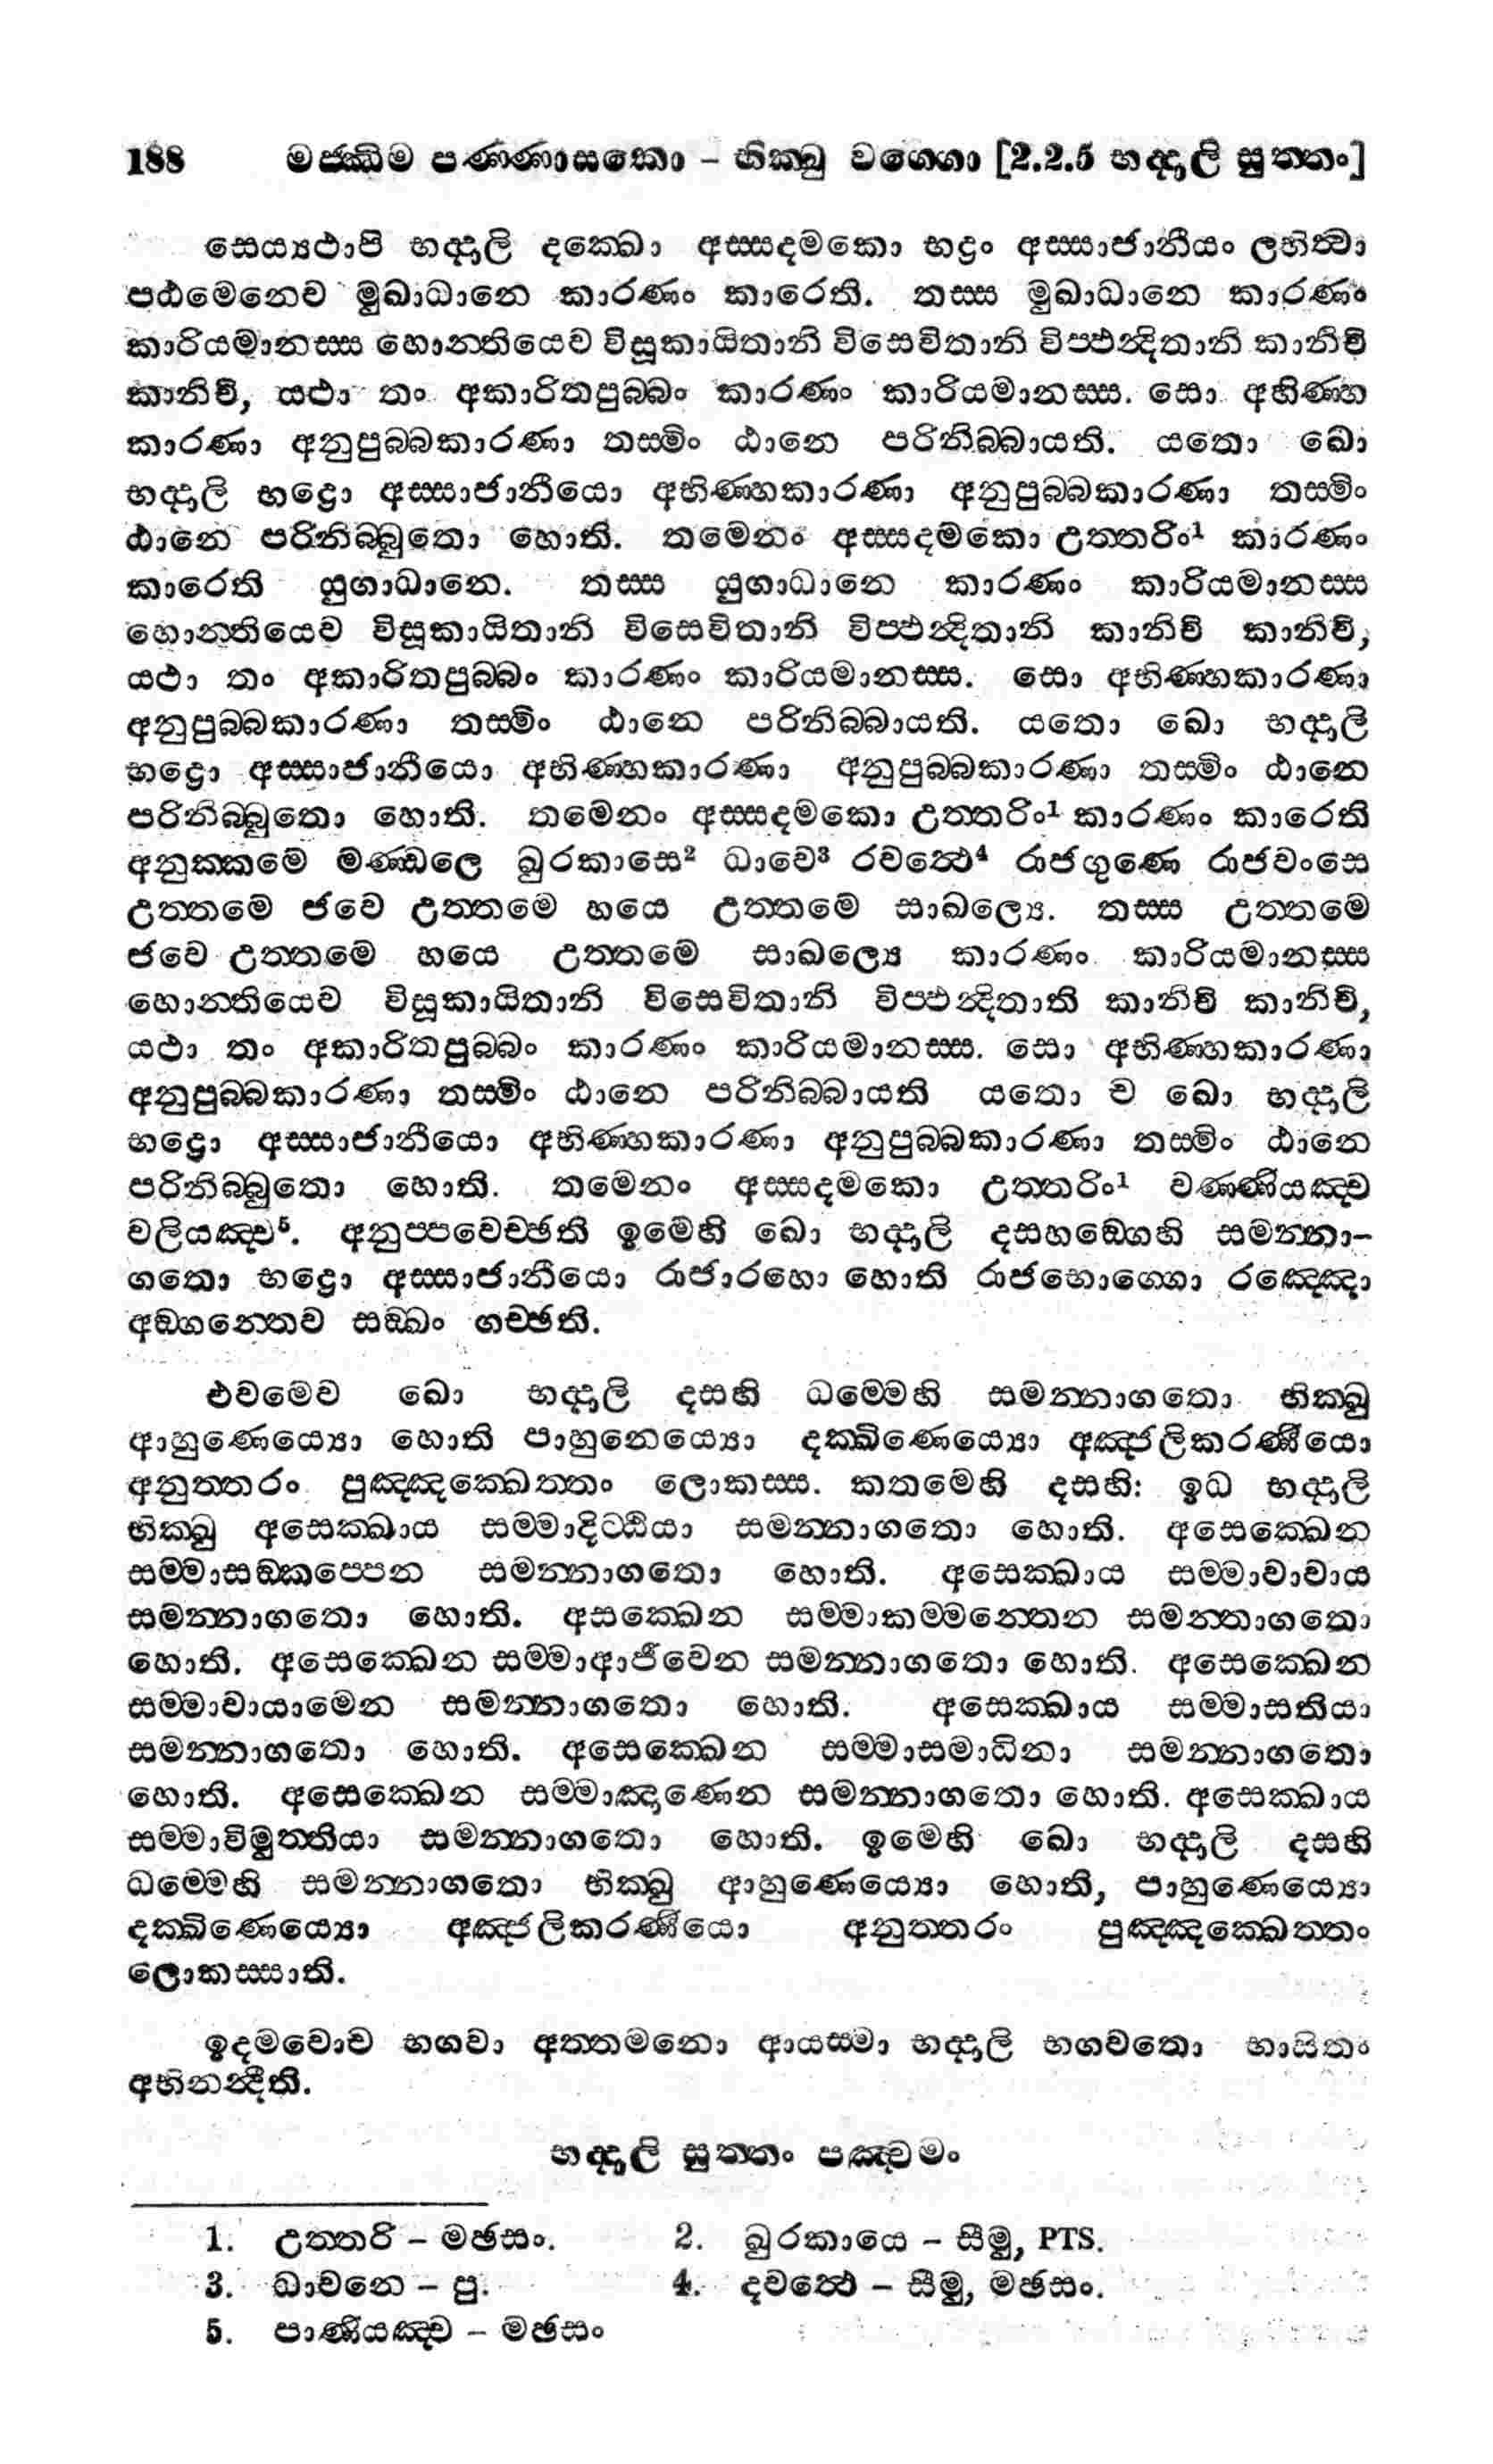 188 මජ්ඣිම පණ්ණාසකො – භික්ඛු වග්ගො [2.2.5 භද්දාලි සුත්තං]
සෙය්‍යථාපි භද්දාලි දක්ඛො අස්සදමකො භද්‍රං අස්සාජානීයං ලභිත්‍වා
පඨමෙනෙව මුඛාධානෙ කාරණං කාරෙති. තස්ස මුඛාධානෙ කාරණං
කාරියමානස්ස හොන්තියෙව විසූකායිතානි විසෙවිතානි විප්ඵන්දිතානි කානිචි
කානිචි, යථා තං අකාරිතපුබ්බං කාරණං කාරියමානස්ස. සො අභිණ්හ
කාරණා අනුපුබ්බකාරණා තස්මිං ඨානෙ පරිනිබ්බායති. යතො ඛො
භද්දාලි භද්‍රො අස්සාජානීයො අභිණ්හකාරණා අනුපුබ්බකාරණා තස්මිං
ඨානෙ පරිනිබ්බුතො හොති. තමෙනං අස්සදමකො උත්තරිං¹ කාරණං
කාරෙති යුගාධානෙ. තස්ස යුගාධානෙ කාරණං කාරියමානස්ස
හොන්තියෙව විසූකායිතානි විසෙවිතානි විප්ඵන්දිතානි කානිචි කානිචි,
යථා තං අකාරිතපුබ්බං කාරණං කාරියමානස්ස. සො අභිණ්හකාරණා
අනුපුබ්බකාරණා තස්මිං ඨානෙ පරිනිබ්බායති. යතො ඛො භද්දාලි
භද්‍රො අස්සාජානීයො අභිණ්හකාරණා අනුපුබ්බකාරණා තස්මිං ඨානෙ
පරිනිබ්බුතො හොති. තමෙනං අස්සදමකො උත්තරිං¹ කාරණං කාරෙති
අනුක්කමෙ මණ්ඩලෙ ඛුරකාසෙ² ධාවෙ³ රවත්ථෙ⁴ රාජගුණෙ රාජවංසෙ
උත්තමෙ ජවෙ උත්තමෙ හයෙ උත්තමෙ සාඛල්‍යෙ. තස්ස උත්තමෙ
ජවෙ උත්තමෙ හයෙ උත්තමෙ සාඛල්‍යෙ කාරණං කාරියමානස්ස
හොන්තියෙව විසූකායිතානි විසෙවිතානි විප්ඵන්දිතාති කානිචි කානිචි,
යථා තං අකාරිතපුබ්බං කාරණං කාරියමානස්ස. සො අභිණ්හකාරණා
අනුපුබ්බකාරණා තස්මිං ඨානෙ පරිනිබ්බායති යතො ච ඛො භද්දාලි
භද්‍රො අස්සාජානීයො අභිණ්හකාරණා අනුපුබ්බකාරණා තස්මිං ඨානෙ
පරිනිබ්බුතො හොති. තමෙනං අස්සදමකො උත්තරිං¹ වණ්ණියඤ්ච
වලියඤ්ච⁵. අනුප්පවෙච්ඡති ඉමෙහි ඛො භද්දාලි දසහඞ්ගෙහි සමන්නා-
ගතො භද්‍රො අස්සාජානීයො රාජාරහො හොති රාජභොග්ගො රඤ්ඤො
අඞ්ගන්තෙව සඞ්ඛං ගච්ඡති.
එවමෙව ඛො භද්දාලි දසහි ධම්මෙහි සමන්නාගතො භික්ඛු
ආහුණෙය්‍යො හොති පාහුනෙය්‍යො දක්ඛිණෙය්‍යො අඤ්ජලිකරණීයො
අනුත්තරං පුඤ්ඤක්ඛෙත්තං ලොකස්ස. කතමෙහි දසහි: ඉධ භද්දාලි
භික්ඛු අසෙක්ඛාය සම්මාදිට්ඨියා සමන්නාගතො හොති. අසෙක්ඛෙන
සම්මාසඞ්කප්පෙන සමන්නාගතො හොති. අසෙක්ඛාය සම්මාවාචාය
සමන්නාගතො හොති. අසක්ඛෙන සම්මාකම්මන්තෙන සමන්තාගතො
හොති. අසෙක්ඛෙන සම්මාආජීවෙන සමන්නාගතො හොති. අසෙක්ඛෙන
සම්මාවායාමෙන සමන්නාගතො හොති. අසෙක්ඛාය සම්මාසතියා
සමන්නාගතො හොති. අසෙක්ඛෙන සම්මාසමාධිනා සමන්නාගතො
හොති. අසෙක්ඛෙන සම්මාඤාණෙන සමන්නාගතො හොති. අසෙක්ඛාය
සම්මාවිමුත්තියා සමන්නාගතො හොති. ඉමෙහි ඛො භද්දාලි දසහි
ධම්මෙහි සමන්නාගතො භික්ඛු ආහුණෙය්‍යො හොති, පාහුණෙය්‍යො
දක්ඛිණෙය්‍යො අඤ්ජලිකරණීයො අනුත්තරං පුඤ්ඤක්ඛෙත්තං
ලොකස්සාති.
ඉදමවොච භගවා අත්තමනො ආයස්මා භද්දාලි භගවතො භාසිතං
අභිනන්දීති.
භද්දාලි සුත්තං පඤ්චමං
1. උත්තරි – මඡසං. 2. ඛුරකායෙ – සීමු, PTS.
3. ධාවනෙ – පු. 4. දවත්ථෙ – සීමු, මඡසං.
5. පාණියඤ්ච – මඡසං